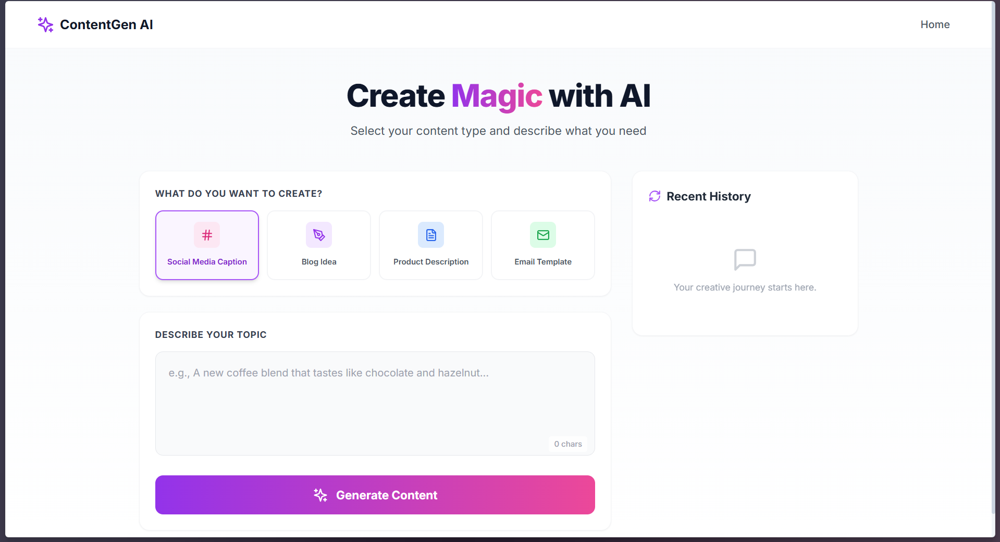 ContentGen AI
Home
Create Magic with AI
Select your content type and describe what you need
WHAT DO YOU WANT TO CREATE?
Social Media Caption
Blog Idea
Product Description
Email Template
Recent History
Your creative journey starts here.
DESCRIBE YOUR TOPIC
e.g., A new coffee blend that tastes like chocolate and hazelnut...
0 chars
Generate Content